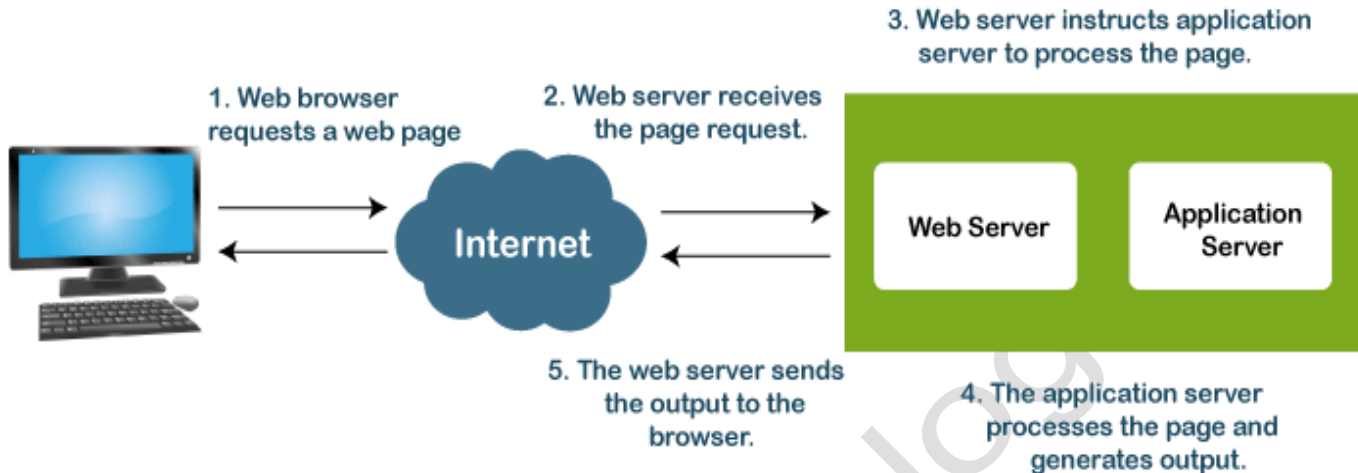 1. Web browser
requests a web page
2. Web server receives
the page request.
3. Web server instructs application
server to process the page.
Internet
Web Server
Application
Server
5. The web server sends
the output to the
browser.
4. The application server
processes the page and
generates output.
log